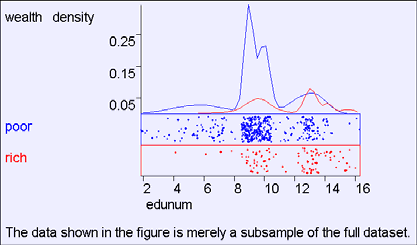 wealth density
0.25
0.15
0.05
poor
rich
2 4 6 8 10 12 14 16
edunum
The data shown in the figure is merely a subsample of the full dataset.